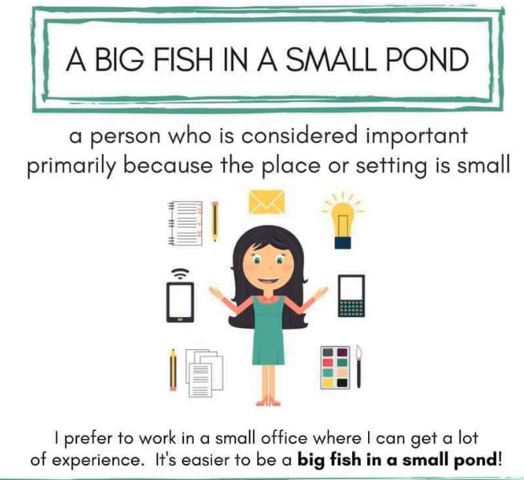 A BIG FISH IN A SMALL POND
a person who is considered important
primarily because the place or setting is small
I prefer to work in a small office where I can get a lot
of experience. It's easier to be a big fish in a small pond!